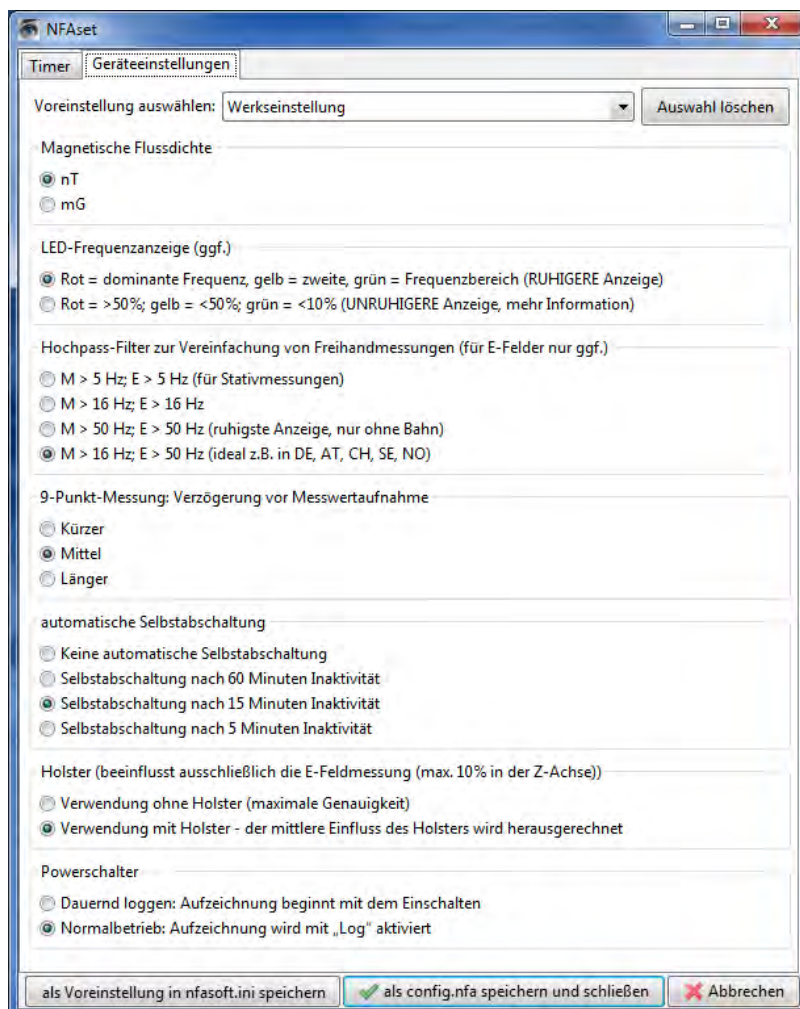 NFAset
Timer Geräteeinstellungen
Voreinstellung auswählen: Werkseinstellung Auswahl löschen
Magnetische Flussdichte
nT
mG
LED-Frequenzanzeige (ggf.)
Rot = dominante Frequenz, gelb = zweite, grün = Frequenzbereich (RUHIGERE Anzeige)
Rot = >50%; gelb = <50%; grün = <10% (UNRUHIGERE Anzeige, mehr Information)
Hochpass-Filter zur Vereinfachung von Freihandmessungen (für E-Felder nur ggf.)
M > 5 Hz; E > 5 Hz (für Stativmessungen)
M > 16 Hz; E > 16 Hz
M > 50 Hz; E > 50 Hz (ruhigste Anzeige, nur ohne Bahn)
M > 16 Hz; E > 50 Hz (ideal z.B. in DE, AT, CH, SE, NO)
9-Punkt-Messung: Verzögerung vor Messwertaufnahme
Kürzer
Mittel
Länger
automatische Selbstabschaltung
Keine automatische Selbstabschaltung
Selbstabschaltung nach 60 Minuten Inaktivität
Selbstabschaltung nach 15 Minuten Inaktivität
Selbstabschaltung nach 5 Minuten Inaktivität
Holster (beeinflusst ausschließlich die E-Feldmessung (max. 10% in der Z-Achse))
Verwendung ohne Holster (maximale Genauigkeit)
Verwendung mit Holster - der mittlere Einfluss des Holsters wird herausgerechnet
Powerschalter
Dauernd loggen: Aufzeichnung beginnt mit dem Einschalten
Normalbetrieb: Aufzeichnung wird mit „Log“ aktiviert
als Voreinstellung in nfasoft.ini speichern als config.nfa speichern und schließen Abbrechen